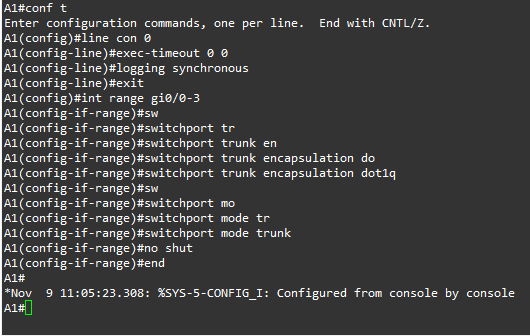 A1#conf t
Enter configuration commands, one per line.  End with CNTL/Z.
A1(config)#line con 0
A1(config-line)#exec-timeout 0 0
A1(config-line)#logging synchronous
A1(config-line)#exit
A1(config)#int range gi0/0-3
A1(config-if-range)#sw
A1(config-if-range)#switchport tr
A1(config-if-range)#switchport trunk en
A1(config-if-range)#switchport trunk encapsulation do
A1(config-if-range)#switchport trunk encapsulation dot1q
A1(config-if-range)#sw
A1(config-if-range)#switchport mo
A1(config-if-range)#switchport mode tr
A1(config-if-range)#switchport mode trunk
A1(config-if-range)#no shut
A1(config-if-range)#end
A1#
*Nov  9 11:05:23.308: %SYS-5-CONFIG_I: Configured from console by console
A1#